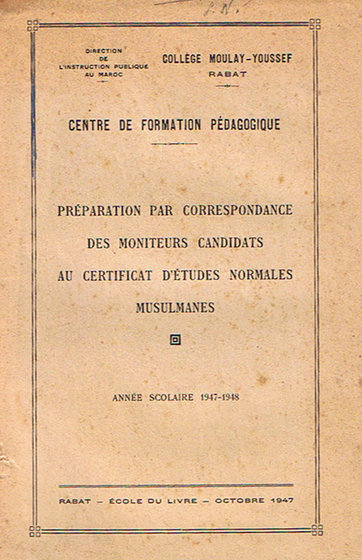 DIRECTION
DE
L'INSTRUCTION PUBLIQUE
AU MAROC
COLLÈGE MOULAY-YOUSSEF
RABAT
CENTRE DE FORMATION PÉDAGOGIQUE
PRÉPARATION PAR CORRESPONDANCE
DES MONITEURS CANDIDATS
AU CERTIFICAT D'ÉTUDES NORMALES
MUSULMANES
ANNÉE SCOLAIRE 1947-1948
RABAT — ÉCOLE DU LIVRE — OCTOBRE 1947